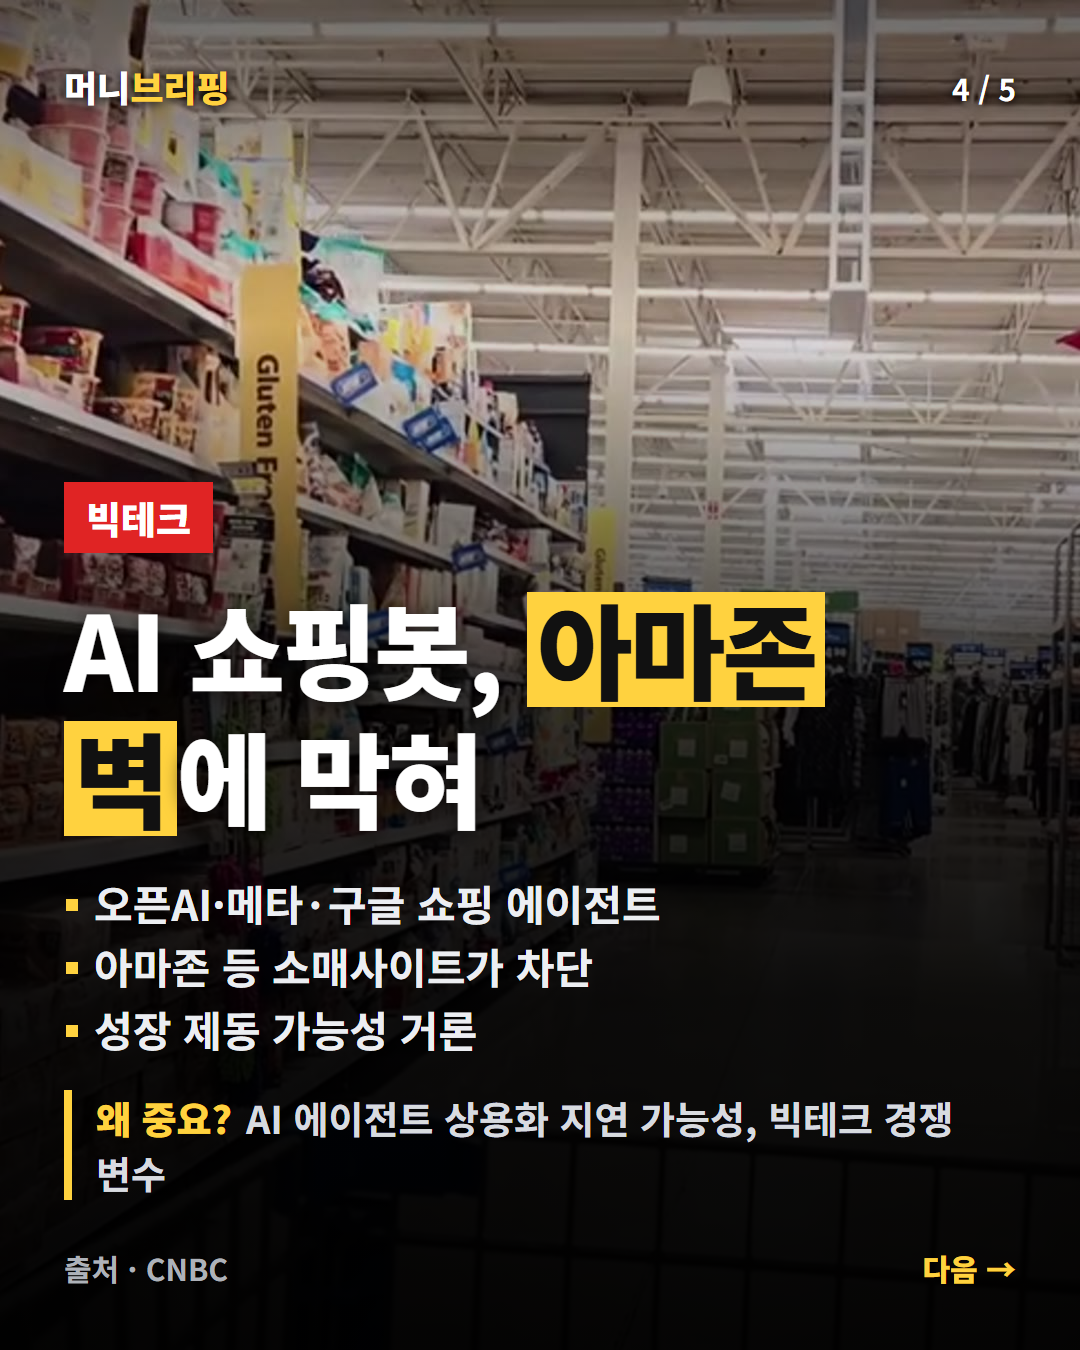 머니브리핑
4 / 5
Gluten Free
빅테크
AI 쇼핑봇, 아마존
벽에 막혀
오픈AI·메타·구글 쇼핑 에이전트
아마존 등 소매사이트가 차단
성장 제동 가능성 거론
왜 중요? AI 에이전트 상용화 지연 가능성, 빅테크 경쟁
변수
출처 · CNBC
다음 →